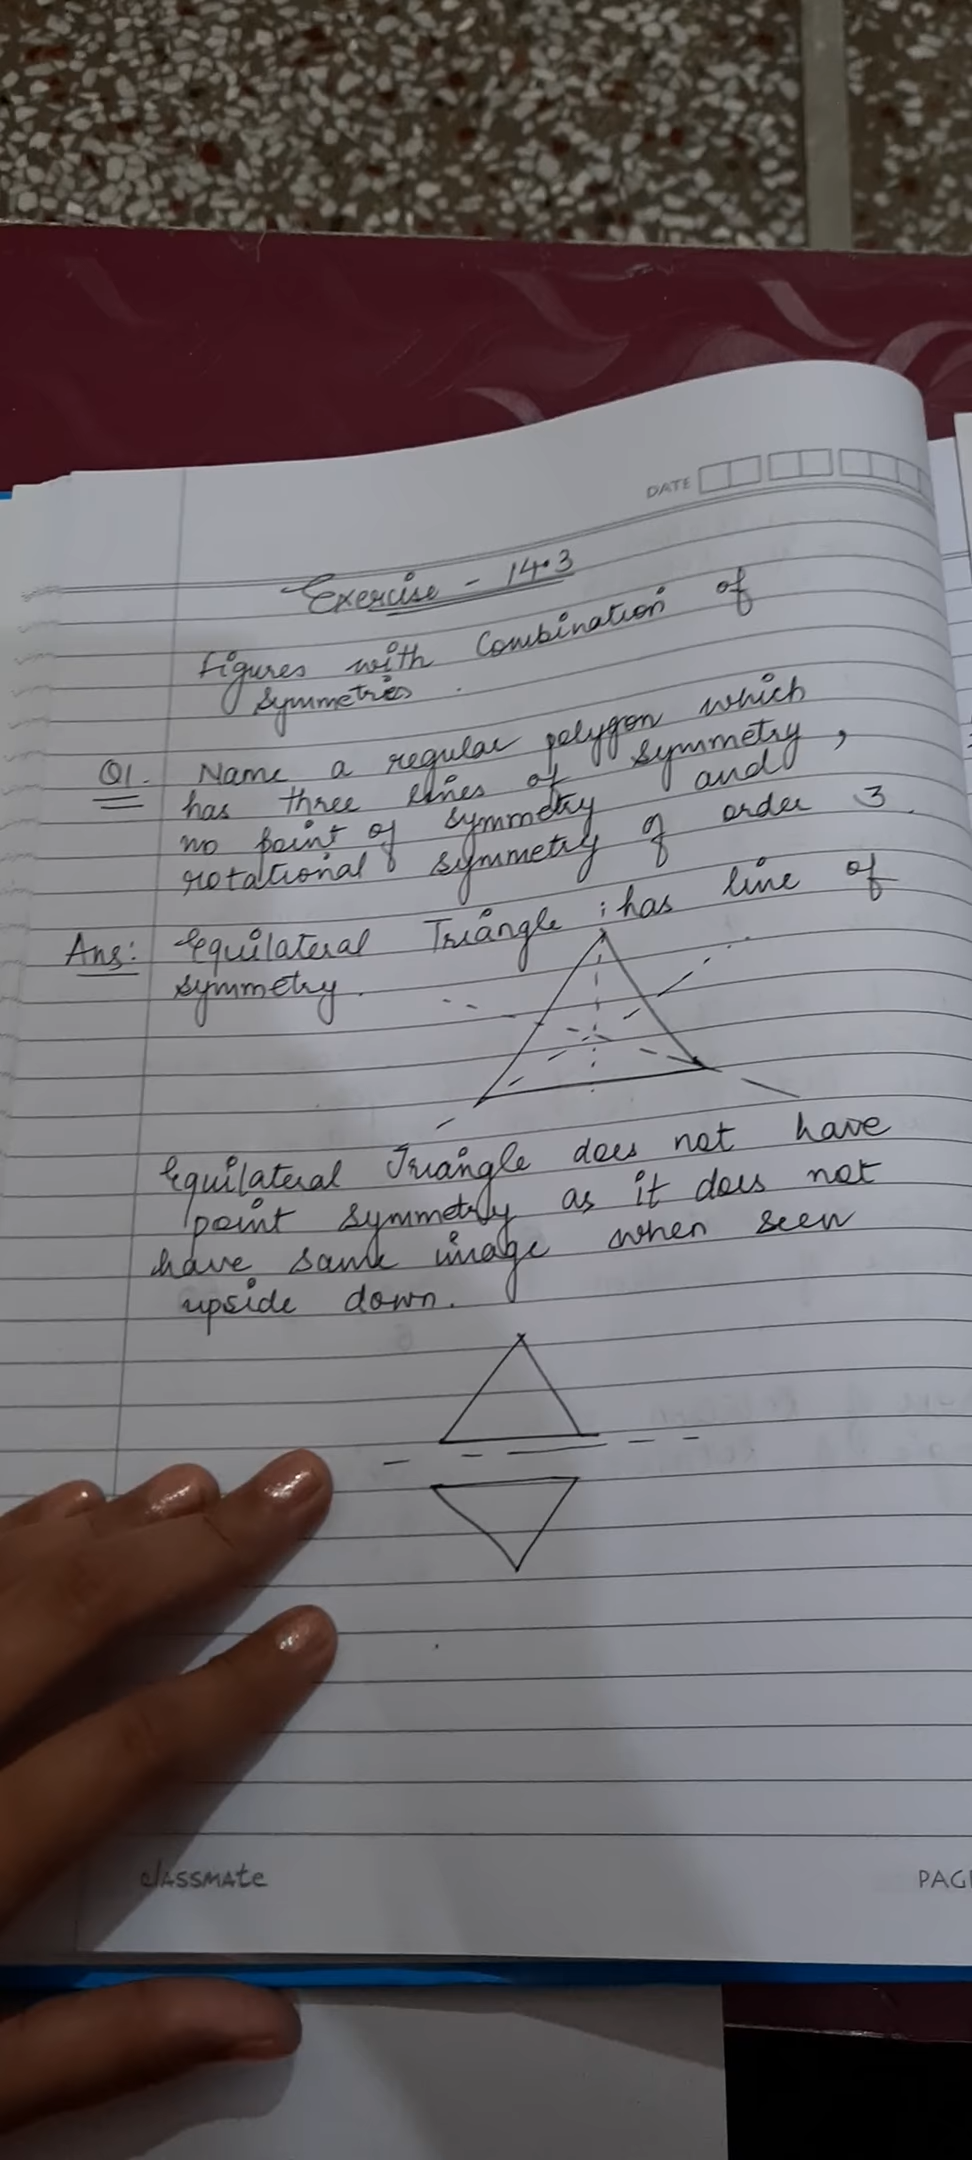 DATE
Exercise - 14.3
Figures with Combination of
Symmetries.
Q1. Name a regular polygon which
has three lines of symmetry,
no point of symmetry and
rotational symmetry of order 3.
Ans: Equilateral Triangle : has line of
symmetry.
Equilateral Triangle does not have
point symmetry as it does not
have same image when seen
upside down.
classmate
PAG